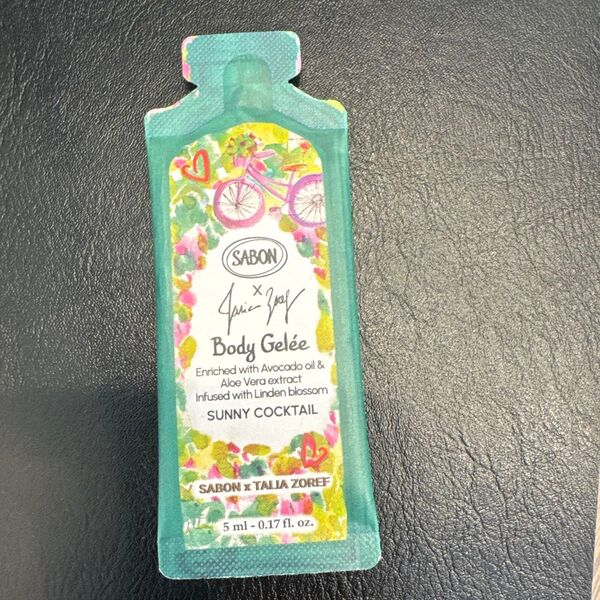 SABON
x
Body Gelée
Enriched with Avocado oil &
Aloe Vera extract
Infused with Linden blossom
SUNNY COCKTAIL
SABON x TALIA ZOREF
5 ml - 0.17 fl. oz.